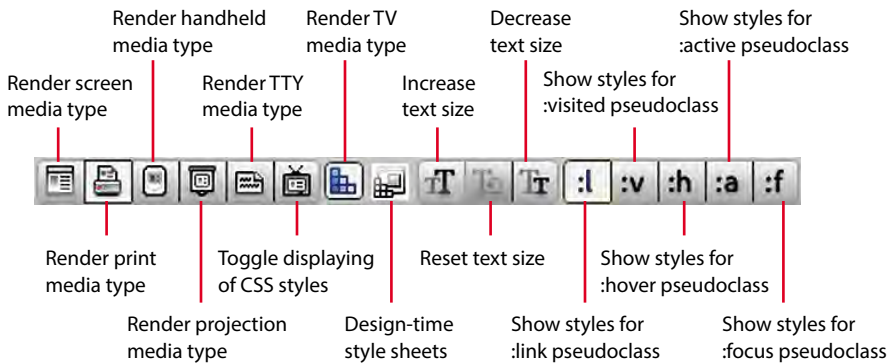 Render handheld
media type
Render TV
media type
Decrease
text size
Show styles for
:active pseudoclass
Render screen
media type
Render TTY
media type
Increase
text size
Show styles for
:visited pseudoclass
TT
Ta
TT
:l
:v
:h
:a
:f
Render print
media type
Toggle displaying
of CSS styles
Reset text size
Show styles for
:hover pseudoclass
Render projection
media type
Design-time
style sheets
Show styles for
:link pseudoclass
Show styles for
:focus pseudoclass